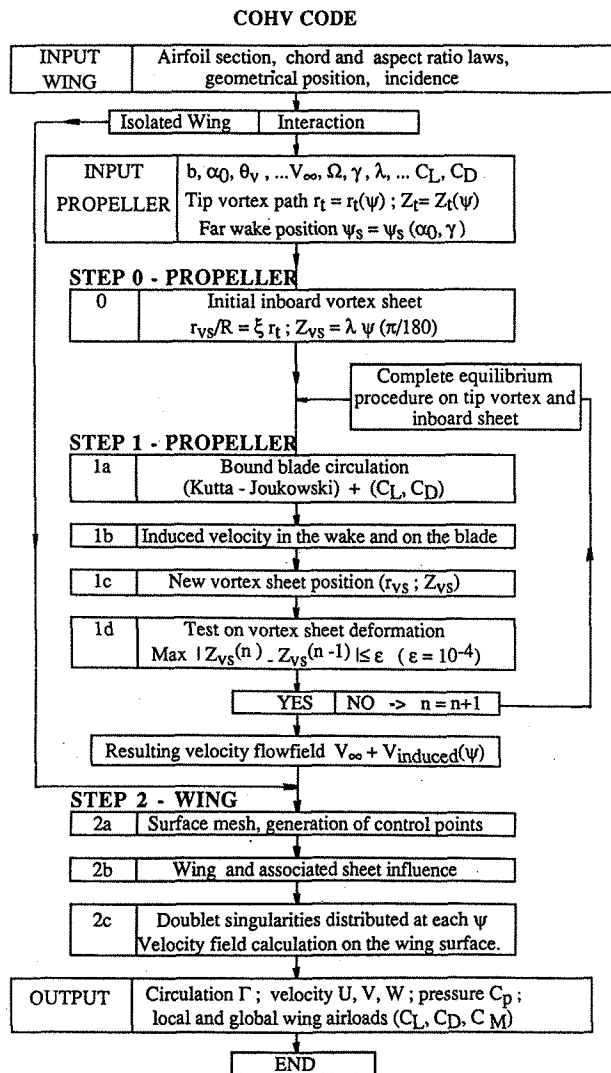 COHV CODE
INPUT WING
Airfoil section, chord and aspect ratio laws,
geometrical position, incidence
Isolated Wing
Interaction
INPUT
PROPELLER
b, α0, θv , ...V∞, Ω, γ, λ, ... CL, CD
Tip vortex path rt = rt(ψ) ; Zt= Zt(ψ)
Far wake position ψs = ψs (α0, γ)
STEP 0 - PROPELLER
0
Initial inboard vortex sheet
rvs/R = ξ rt ; Zvs = λ ψ (π/180)
Complete equilibrium
procedure on tip vortex and
inboard sheet
STEP 1 - PROPELLER
1a
Bound blade circulation
(Kutta - Joukowski) + (CL, CD)
1b
Induced velocity in the wake and on the blade
1c
New vortex sheet position (rvs ; Zvs)
1d
Test on vortex sheet deformation
Max | Zvs(n) - Zvs(n -1) |≤ ε ( ε = 10-4)
YES
NO -> n = n+1
Resulting velocity flowfield V∞ + Vinduced(ψ)
STEP 2 - WING
2a
Surface mesh, generation of control points
2b
Wing and associated sheet influence
2c
Doublet singularities distributed at each ψ
Velocity field calculation on the wing surface.
OUTPUT
Circulation Γ ; velocity U, V, W ; pressure Cp ;
local and global wing airloads (CL, CD, C M)
END